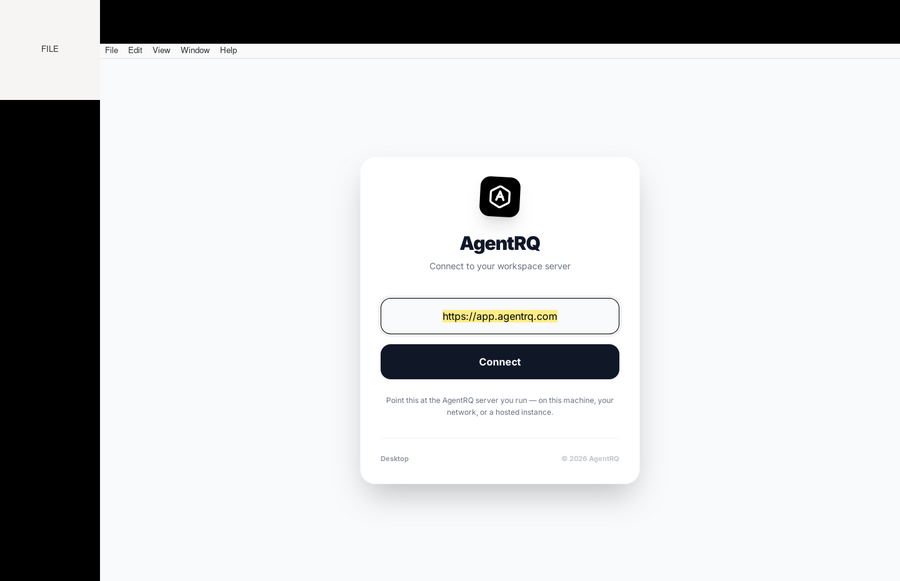 FILE
File Edit View Window Help
AgentRQ
Connect to your workspace server
https://app.agentrq.com
Connect
Point this at the AgentRQ server you run — on this machine, your
network, or a hosted instance.
Desktop © 2026 AgentRQ